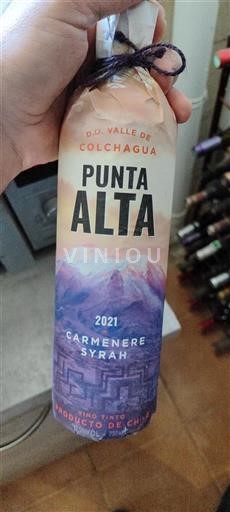 D.O. VALLE DE
COLCHAGUA
PUNTA
ALTA
VINIOU
2021
CARMENERE
SYRAH
VINO TINTO
PRODUCTO DE CHILE